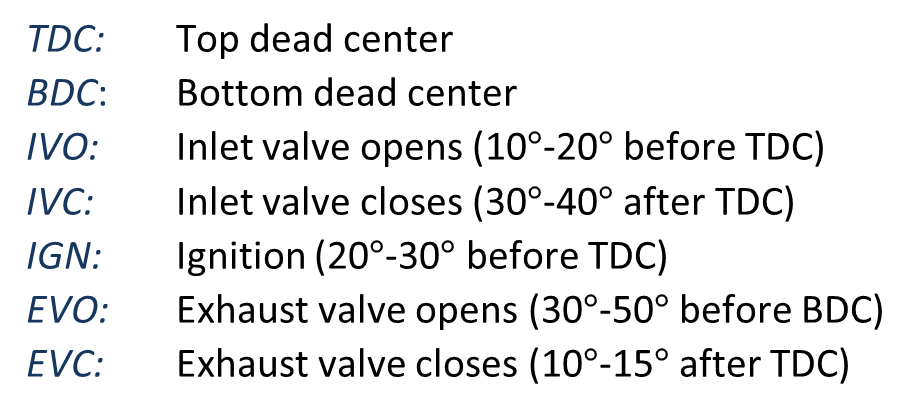 TDC: Top dead center
BDC: Bottom dead center
IVO: Inlet valve opens (10°-20° before TDC)
IVC: Inlet valve closes (30°-40° after TDC)
IGN: Ignition (20°-30° before TDC)
EVO: Exhaust valve opens (30°-50° before BDC)
EVC: Exhaust valve closes (10°-15° after TDC)